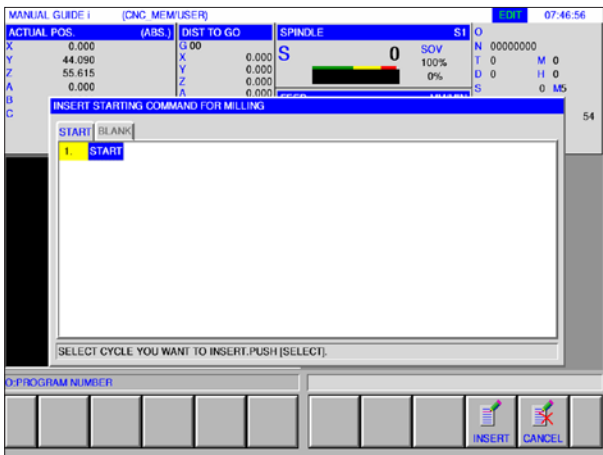 MANUAL GUIDE i (CNC_MEM/USER) EDIT 07:46:56
ACTUAL POS. (ABS.) DIST TO GO SPINDLE S1 O
X 0.000 G 00 S 0 SOV N 00000000
Y 44.090 X 0.000 100% T 0 M 0
Z 55.615 Y 0.000 0% D 0 H 0
A 0.000 Z 0.000 S 0 M5
B A 0.000
C 54
INSERT STARTING COMMAND FOR MILLING
START BLANK
1. START
SELECT CYCLE YOU WANT TO INSERT.PUSH [SELECT].
O:PROGRAM NUMBER
INSERT CANCEL